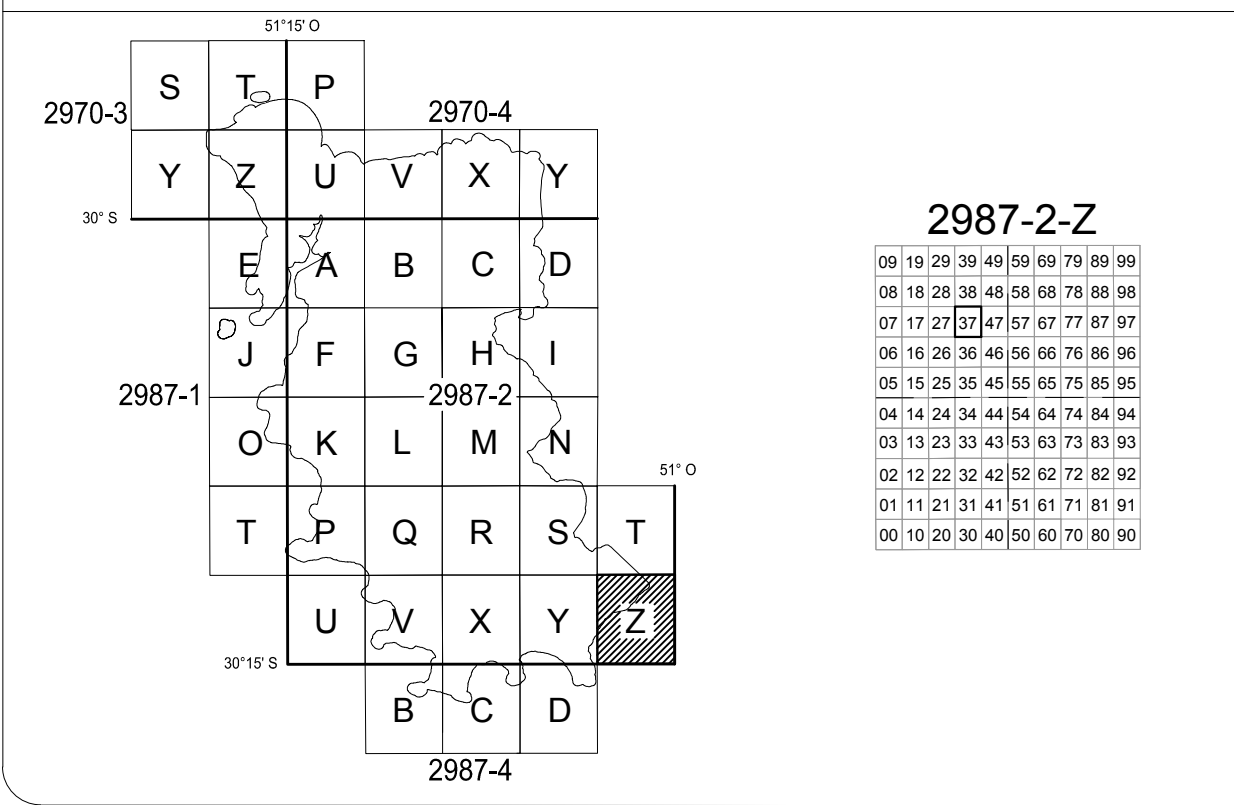 51°15' O
S T P
2970-3 2970-4
Y Z U V X Y
30° S
E A B C D
J F G H I
2987-1 2987-2
O K L M N
51° O
T P Q R S T
U V X Y Z
30°15' S
B C D
2987-4
2987-2-Z
09 19 29 39 49 59 69 79 89 99
08 18 28 38 48 58 68 78 88 98
07 17 27 37 47 57 67 77 87 97
06 16 26 36 46 56 66 76 86 96
05 15 25 35 45 55 65 75 85 95
04 14 24 34 44 54 64 74 84 94
03 13 23 33 43 53 63 73 83 93
02 12 22 32 42 52 62 72 82 92
01 11 21 31 41 51 61 71 81 91
00 10 20 30 40 50 60 70 80 90